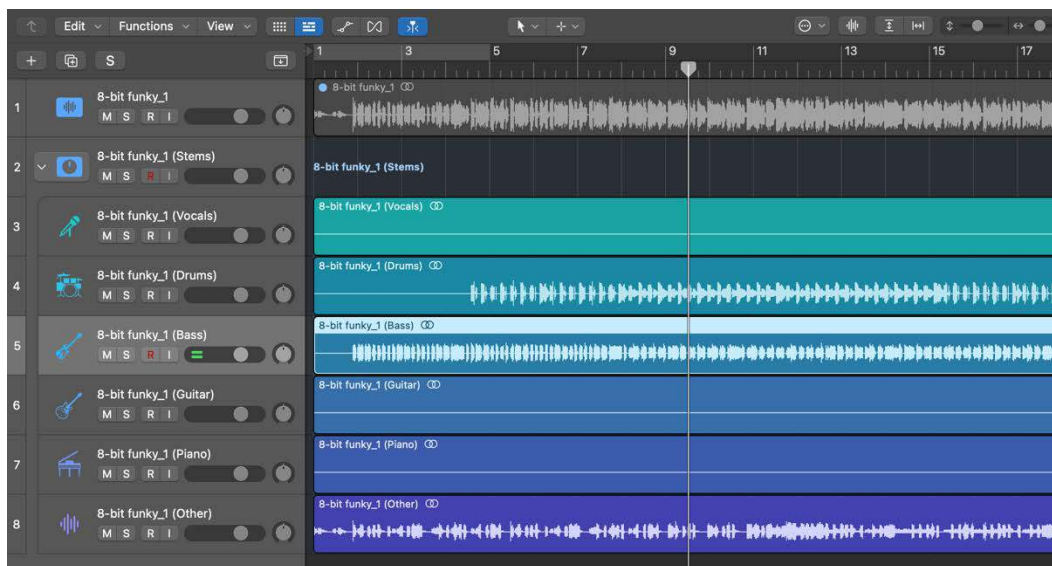 Edit Functions View
1 3 5 7 9 11 13 15 17
+ S
1 8-bit funky_1
M S R I
8-bit funky_1
2 8-bit funky_1 (Stems)
M S R I
8-bit funky_1 (Stems)
3 8-bit funky_1 (Vocals)
M S R I
8-bit funky_1 (Vocals)
4 8-bit funky_1 (Drums)
M S R I
8-bit funky_1 (Drums)
5 8-bit funky_1 (Bass)
M S R I
8-bit funky_1 (Bass)
6 8-bit funky_1 (Guitar)
M S R I
8-bit funky_1 (Guitar)
7 8-bit funky_1 (Piano)
M S R I
8-bit funky_1 (Piano)
8 8-bit funky_1 (Other)
M S R I
8-bit funky_1 (Other)